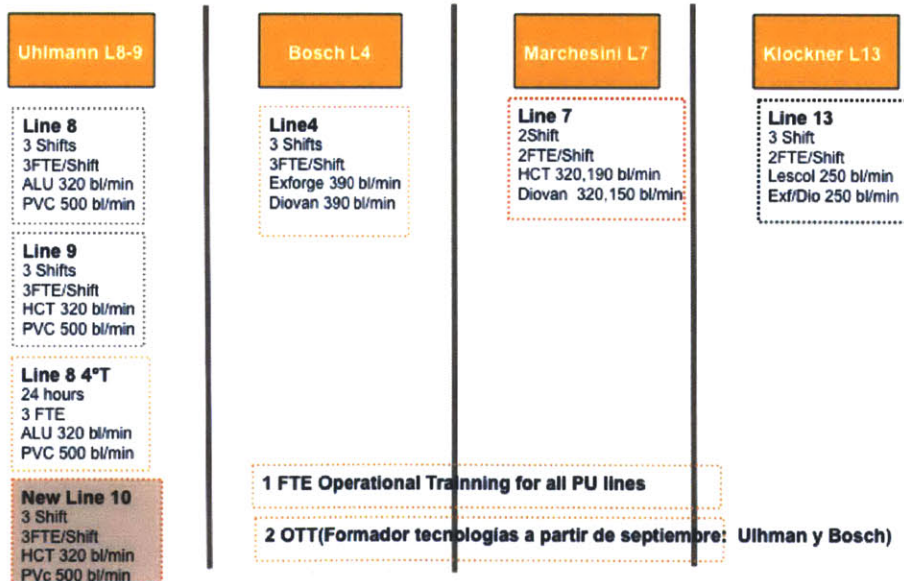 Uhlmann L8-9
Bosch L4
Marchesini L7
Klockner L13
Line 8
3 Shifts
3FTE/Shift
ALU 320 bl/min
PVC 500 bl/min
Line 9
3 Shifts
3FTE/Shift
HCT 320 bl/min
PVC 500 bl/min
Line 8 4ºT
24 hours
3 FTE
ALU 320 bl/min
PVC 500 bl/min
New Line 10
3 Shift
3FTE/Shift
HCT 320 bl/min
PVc 500 bl/min
Line4
3 Shifts
3FTE/Shift
Exforge 390 bl/min
Diovan 390 bl/min
Line 7
2Shift
2FTE/Shift
HCT 320,190 bl/min
Diovan 320,150 bl/min
Line 13
3 Shift
2FTE/Shift
Lescol 250 bl/min
Exf/Dio 250 bl/min
1 FTE Operational Trainning for all PU lines
2 OTT(Formador tecnologías a partir de septiembre: Ulhman y Bosch)